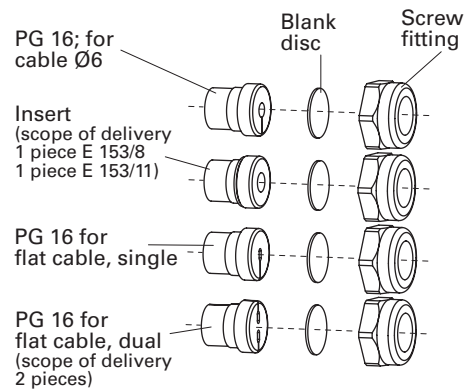 PG 16; for
cable Ø6
Blank
disc
Screw
fitting
Insert
(scope of delivery
1 piece E 153/8
1 piece E 153/11)
PG 16 for
flat cable, single
PG 16 for
flat cable, dual
(scope of delivery
2 pieces)